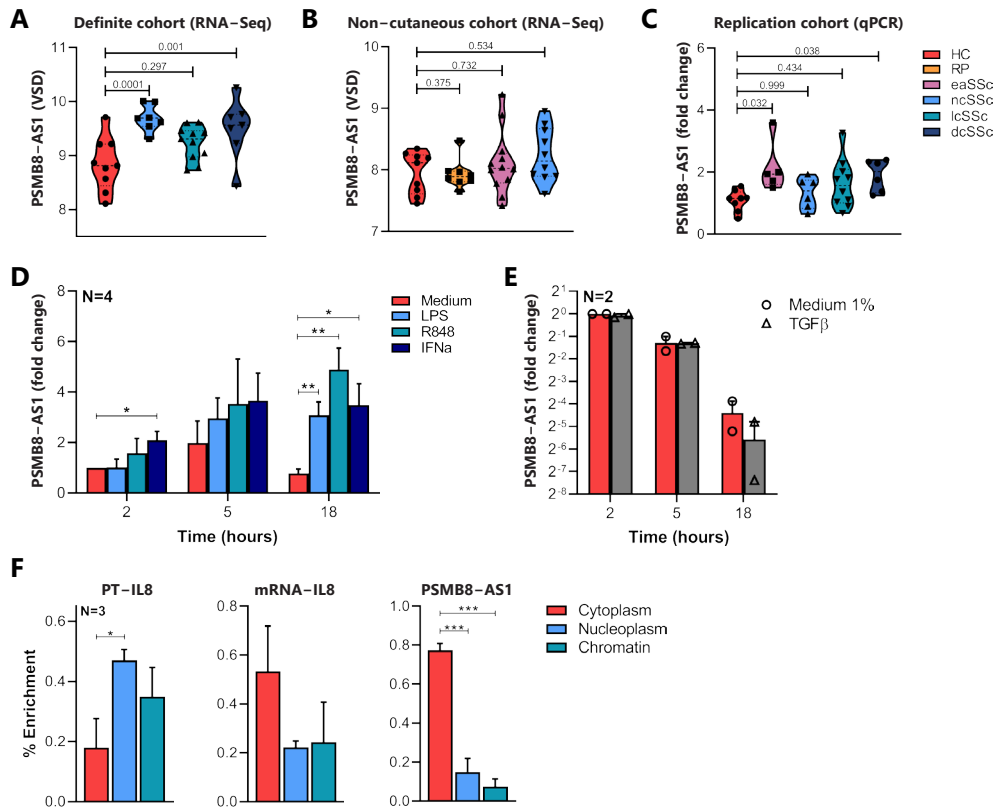 A
Definite cohort (RNA−Seq)
PSMB8−AS1 (VSD)
11
10
9
8
0.001
0.297
0.0001
B
Non−cutaneous cohort (RNA−Seq)
PSMB8−AS1 (VSD)
10
9
8
7
0.534
0.732
0.375
C
Replication cohort (qPCR)
PSMB8−AS1 (fold change)
6
4
2
0
0.038
0.434
0.999
0.032
HC
RP
eaSSc
ncSSc
lcSSc
dcSSc
D
PSMB8−AS1 (fold change)
N=4
8
6
4
2
0
*
*
**
**
2
5
18
Time (hours)
Medium
LPS
R848
IFNa
E
PSMB8−AS1 (fold change)
N=2
2^1
2^0
2^-1
2^-2
2^-3
2^-4
2^-5
2^-6
2^-7
2^-8
2
5
18
Time (hours)
Medium 1%
TGFβ
F
% Enrichment
PT−IL8
N=3
0.6
0.4
0.2
0.0
*
mRNA−IL8
0.8
0.6
0.4
0.2
0.0
PSMB8−AS1
1.0
0.8
0.6
0.4
0.2
0.0
***
***
Cytoplasm
Nucleoplasm
Chromatin